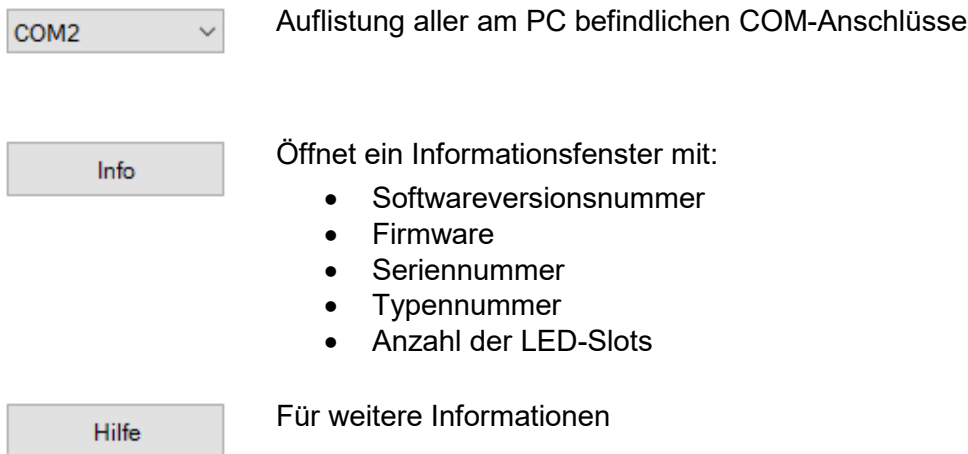 COM2 Auflistung aller am PC befindlichen COM-Anschlüsse
Info Öffnet ein Informationsfenster mit:
• Softwareversionsnummer
• Firmware
• Seriennummer
• Typennummer
• Anzahl der LED-Slots
Hilfe Für weitere Informationen